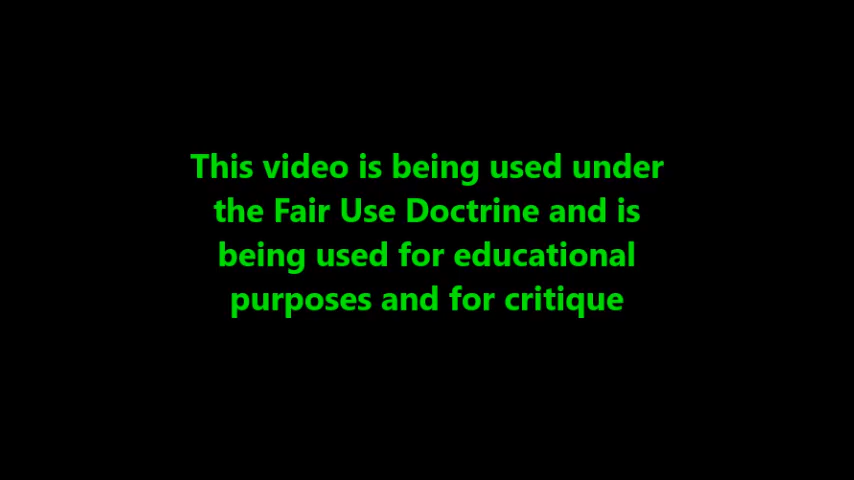 This video is being used under
the Fair Use Doctrine and is
being used for educational
purposes and for critique